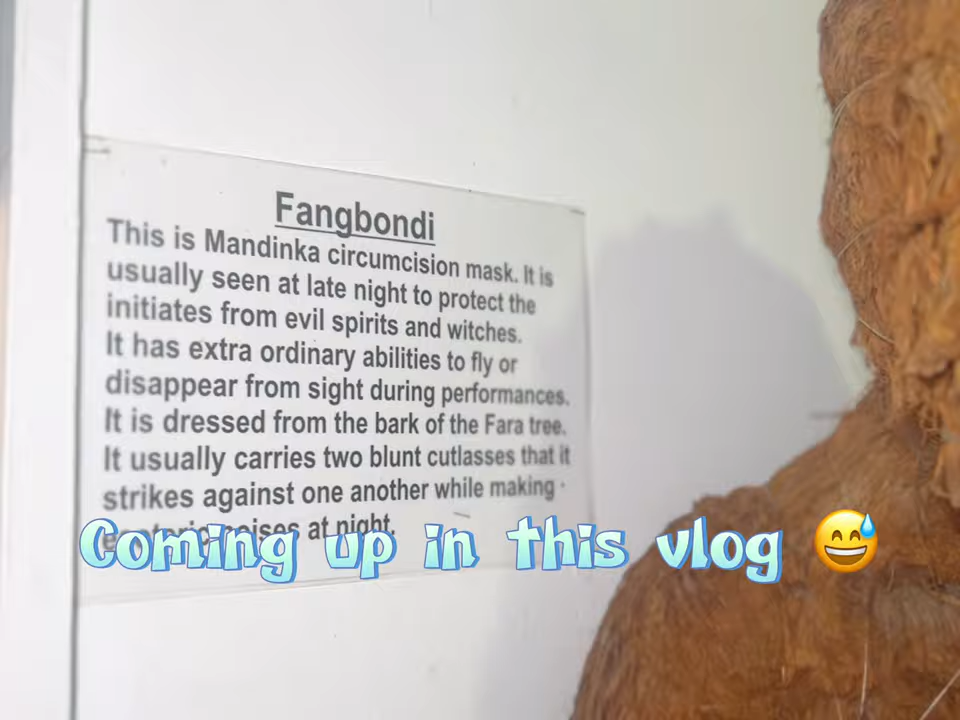 Fangbondi
This is Mandinka circumcision mask. It is
usually seen at late night to protect the
initiates from evil spirits and witches.
It has extra ordinary abilities to fly or
disappear from sight during performances.
It is dressed from the bark of the Fara tree.
It usually carries two blunt cutlasses that it
strikes against one another while making
esoteric noises at night.
Coming up in this vlog 😅